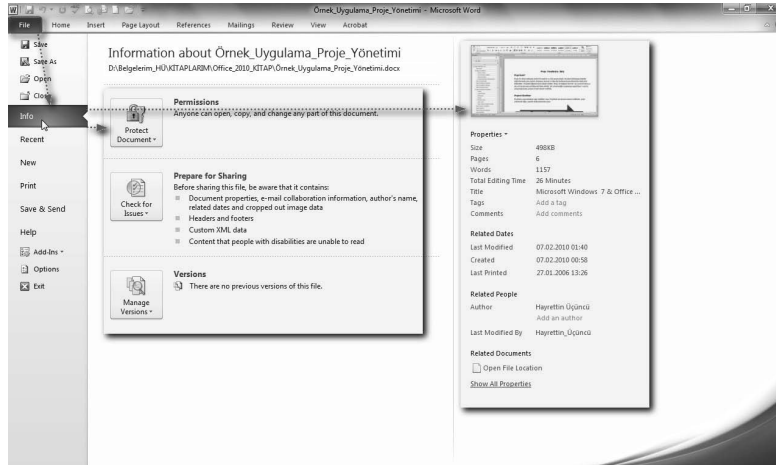 Örnek_Uygulama_Proje_Yönetimi - Microsoft Word
File Home Insert Page Layout References Mailings Review View Acrobat
Save
Save As
Open
Close
Info
Recent
New
Print
Save & Send
Help
Add-Ins
Options
Exit
Information about Örnek_Uygulama_Proje_Yönetimi
D:\Belgelerim_HÜ\KİTAPLARIM\Office_2010_KİTAP\Örnek_Uygulama_Proje_Yönetimi.docx
Protect
Document
Permissions
Anyone can open, copy, and change any part of this document.
Check for
Issues
Prepare for Sharing
Before sharing this file, be aware that it contains:
Document properties, e-mail collaboration information, author's name,
related dates and cropped out image data
Headers and footers
Custom XML data
Content that people with disabilities are unable to read
Manage
Versions
Versions
There are no previous versions of this file.
Properties
Size 498KB
Pages 6
Words 1157
Total Editing Time 26 Minutes
Title Microsoft Windows 7 & Office ...
Tags Add a tag
Comments Add comments
Related Dates
Last Modified 07.02.2010 01:40
Created 07.02.2010 00:58
Last Printed 27.01.2006 13:26
Related People
Author Hayrettin Üçüncü
Add an author
Last Modified By Hayrettin_Üçüncü
Related Documents
Open File Location
Show All Properties